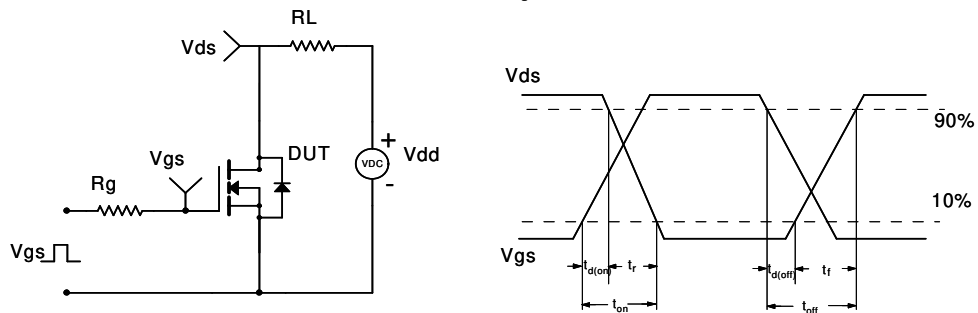 RL
Vds
Vgs
DUT
VDC
+
-
Vdd
Rg
Vgs
Vds
90%
10%
Vgs
td(on)
tr
td(off)
tf
ton
toff